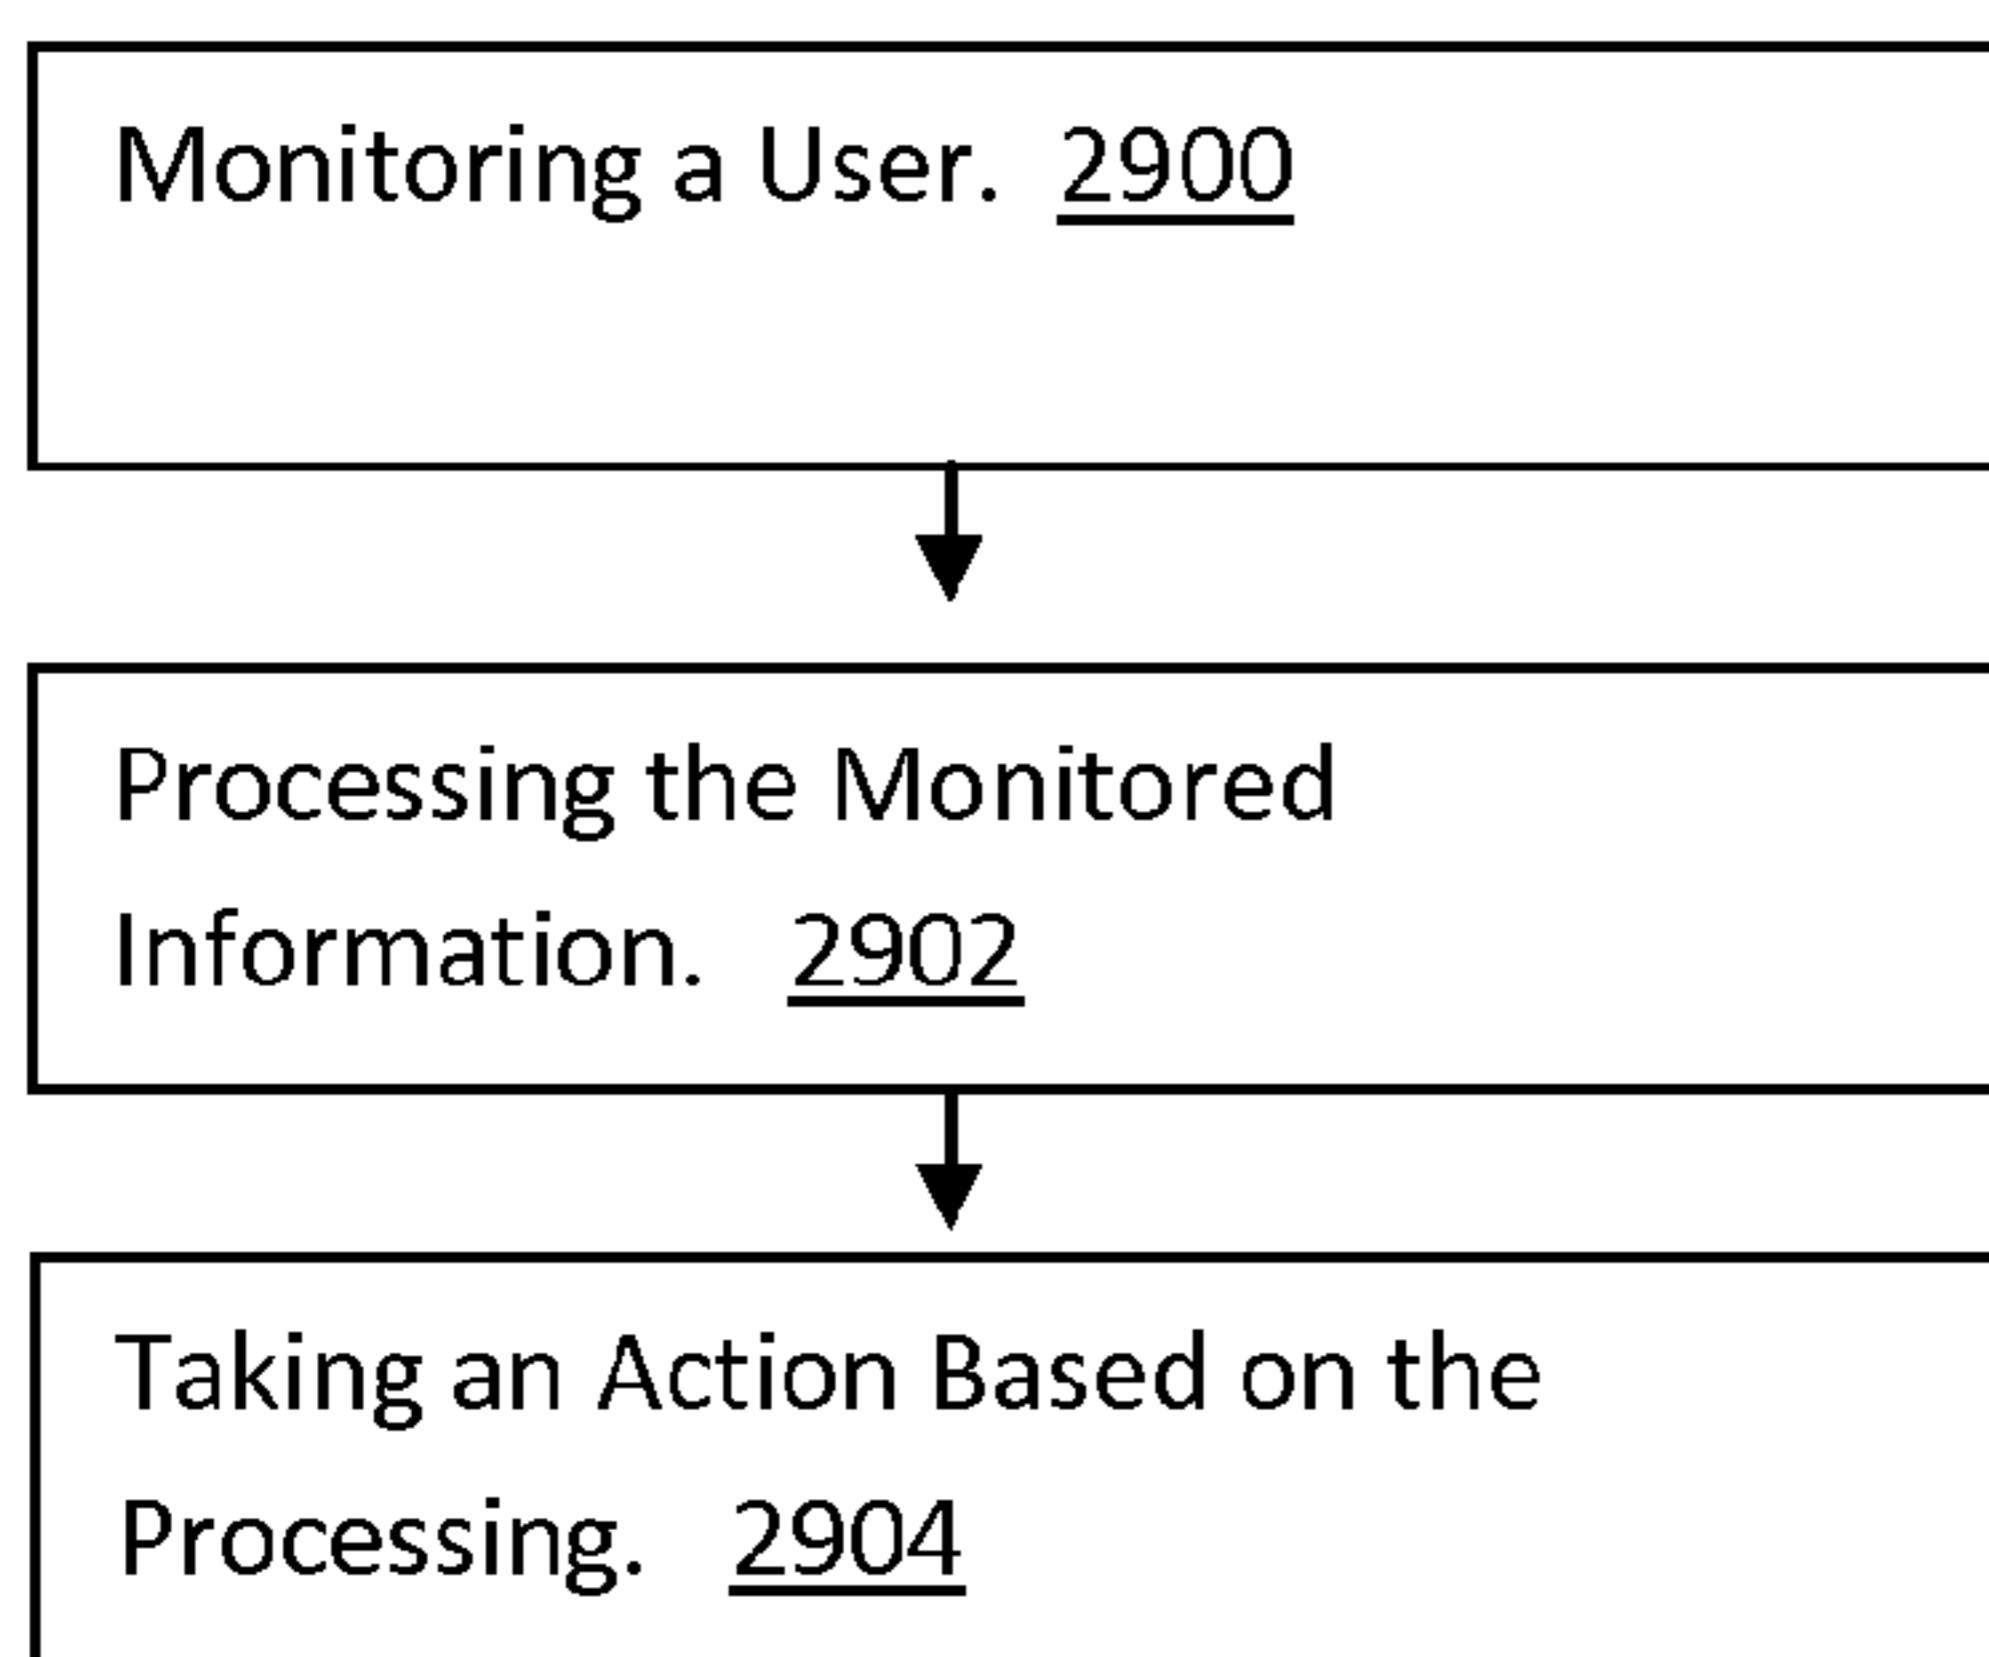 Monitoring a User. 2900
Processing the Monitored
Information. 2902
Taking an Action Based on the
Processing. 2904